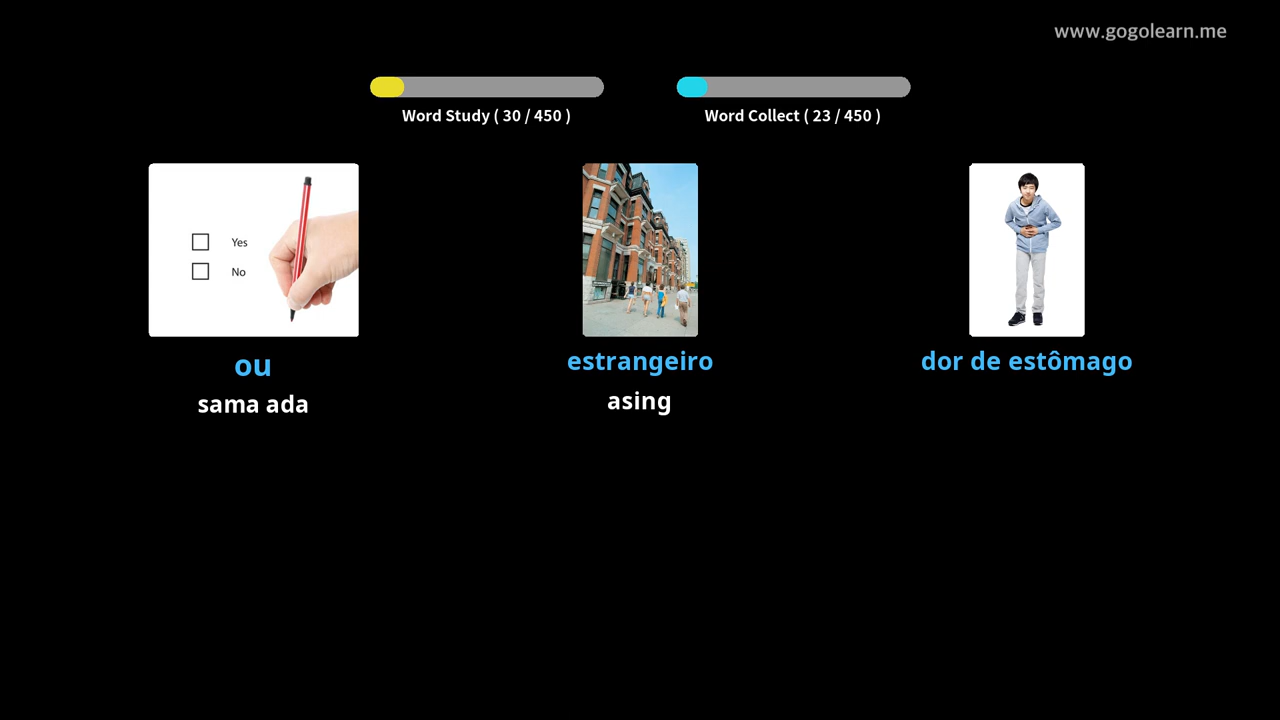 www.gogolearn.me
Word Study ( 30 / 450 )
Word Collect ( 23 / 450 )
Yes
No
ou
sama ada
estrangeiro
asing
dor de estômago